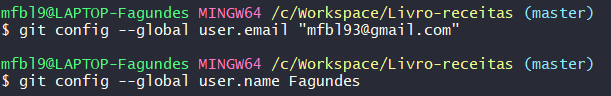 mfbl9@LAPTOP-Fagundes MINGW64 /c/Workspace/Livro-receitas (master)
$ git config --global user.email "mfbl93@gmail.com"
mfbl9@LAPTOP-Fagundes MINGW64 /c/Workspace/Livro-receitas (master)
$ git config --global user.name Fagundes